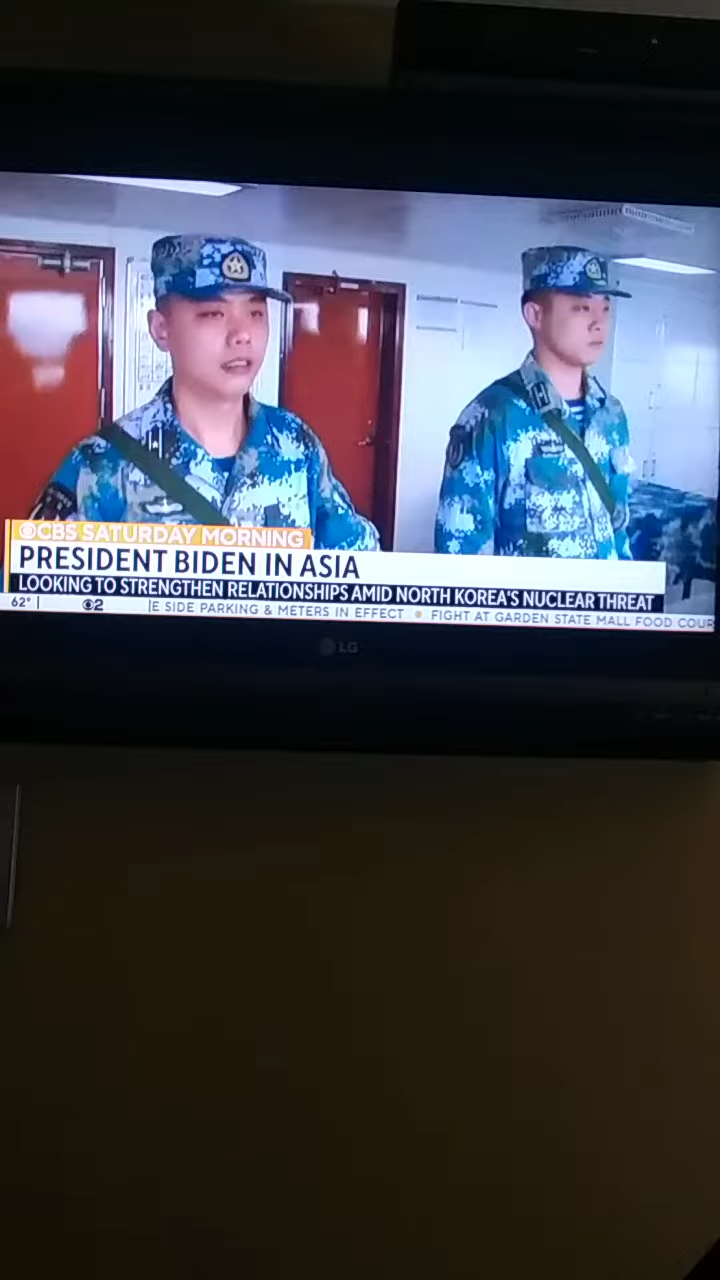 CBS SATURDAY MORNING
PRESIDENT BIDEN IN ASIA
LOOKING TO STRENGTHEN RELATIONSHIPS AMID NORTH KOREA'S NUCLEAR THREAT
62° 2 E SIDE PARKING & METERS IN EFFECT • FIGHT AT GARDEN STATE MALL FOOD COUR
LG